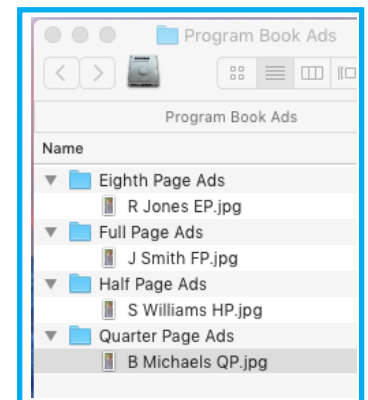 Program Book Ads
Program Book Ads
Name
Eighth Page Ads
R Jones EP.jpg
Full Page Ads
J Smith FP.jpg
Half Page Ads
S Williams HP.jpg
Quarter Page Ads
B Michaels QP.jpg